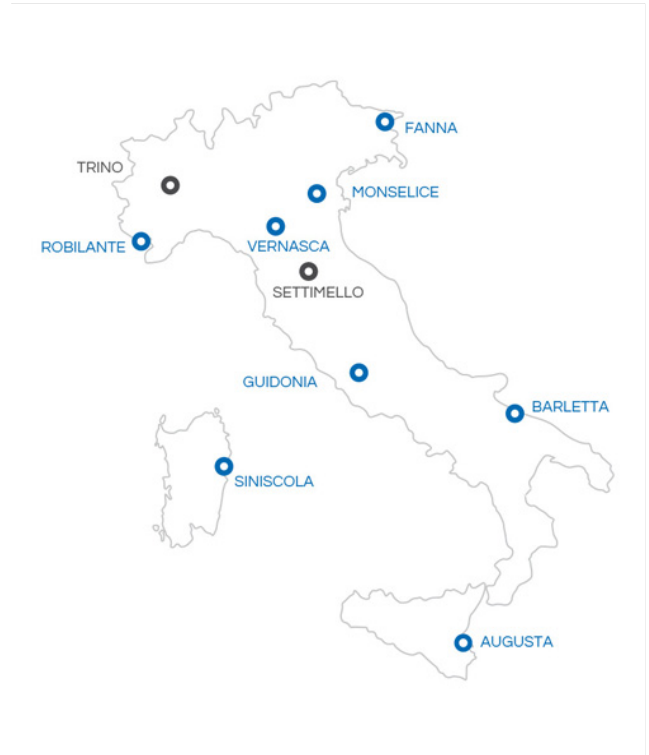 FANNA
TRINO
MONSELICE
ROBILANTE
VERNASCA
SETTIMELLO
GUIDONIA
BARLETTA
SINISCOLA
AUGUSTA